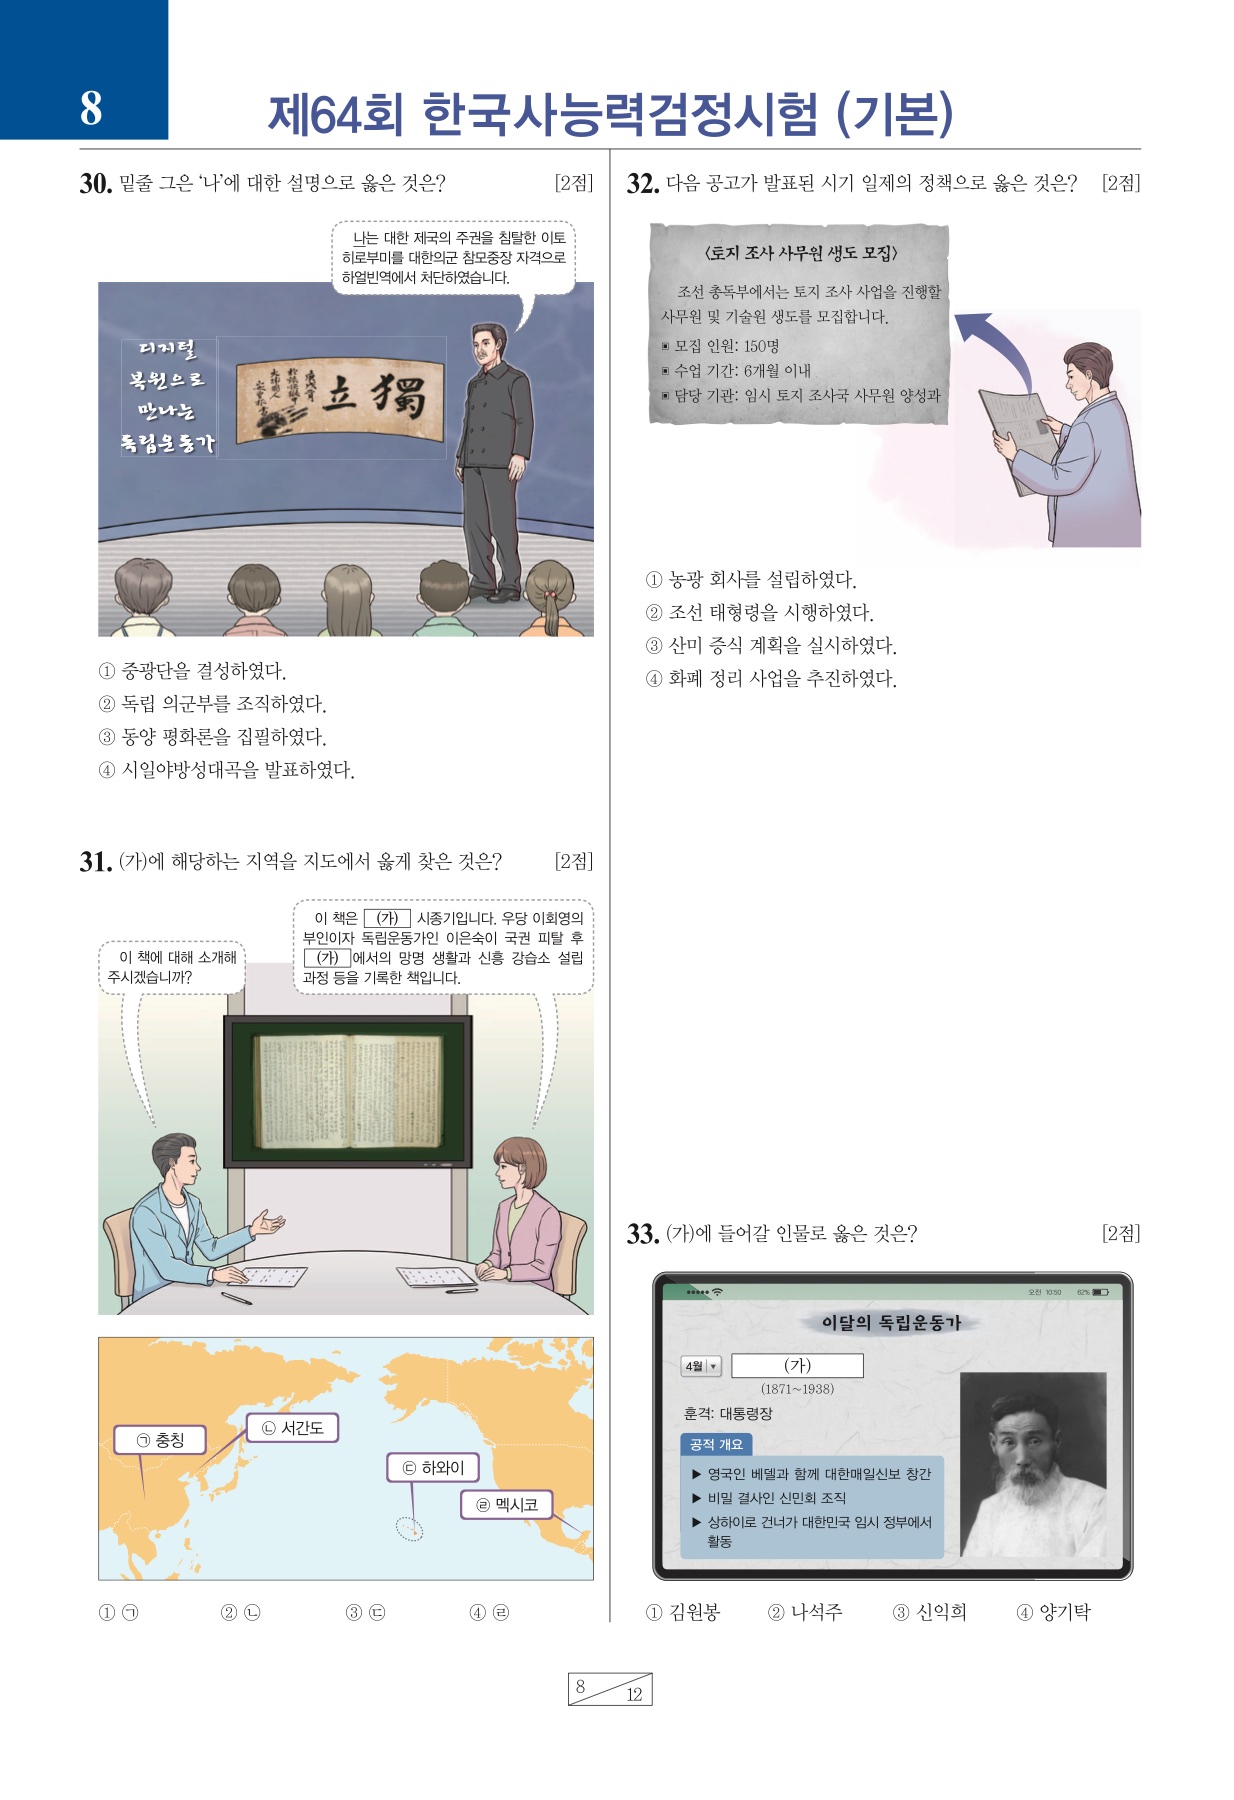 8
제64회 한국사능력검정시험 (기본)
30. 밑줄 그은 ‘나’에 대한 설명으로 옳은 것은? [2점]
나는 대한 제국의 주권을 침탈한 이토
히로부미를 대한의군 참모중장 자격으로
하얼빈역에서 처단하였습니다.
디지털
복원으로
만나는
독립운동가
獨立
① 중광단을 결성하였다.
② 독립 의군부를 조직하였다.
③ 동양 평화론을 집필하였다.
④ 시일야방성대곡을 발표하였다.
31. (가)에 해당하는 지역을 지도에서 옳게 찾은 것은? [2점]
이 책에 대해 소개해
주시겠습니까?
이 책은 (가) 시종기입니다. 우당 이회영의
부인이자 독립운동가인 이은숙이 국권 피탈 후
(가) 에서의 망명 생활과 신흥 강습소 설립
과정 등을 기록한 책입니다.
㉠ 충칭
㉡ 서간도
㉢ 하와이
㉣ 멕시코
① ㉠ ② ㉡ ③ ㉢ ④ ㉣
32. 다음 공고가 발표된 시기 일제의 정책으로 옳은 것은? [2점]
〈토지 조사 사무원 생도 모집〉
조선 총독부에서는 토지 조사 사업을 진행할
사무원 및 기술원 생도를 모집합니다.
▣ 모집 인원: 150명
▣ 수업 기간: 6개월 이내
▣ 담당 기관: 임시 토지 조사국 사무원 양성과
① 농광 회사를 설립하였다.
② 조선 태형령을 시행하였다.
③ 산미 증식 계획을 실시하였다.
④ 화폐 정리 사업을 추진하였다.
33. (가)에 들어갈 인물로 옳은 것은? [2점]
오전 10:50 62%
이달의 독립운동가
4월 ▼ (가)
(1871~1938)
훈격: 대통령장
공적 개요
▶ 영국인 베델과 함께 대한매일신보 창간
▶ 비밀 결사인 신민회 조직
▶ 상하이로 건너가 대한민국 임시 정부에서
활동
① 김원봉 ② 나석주 ③ 신익희 ④ 양기탁
8
12